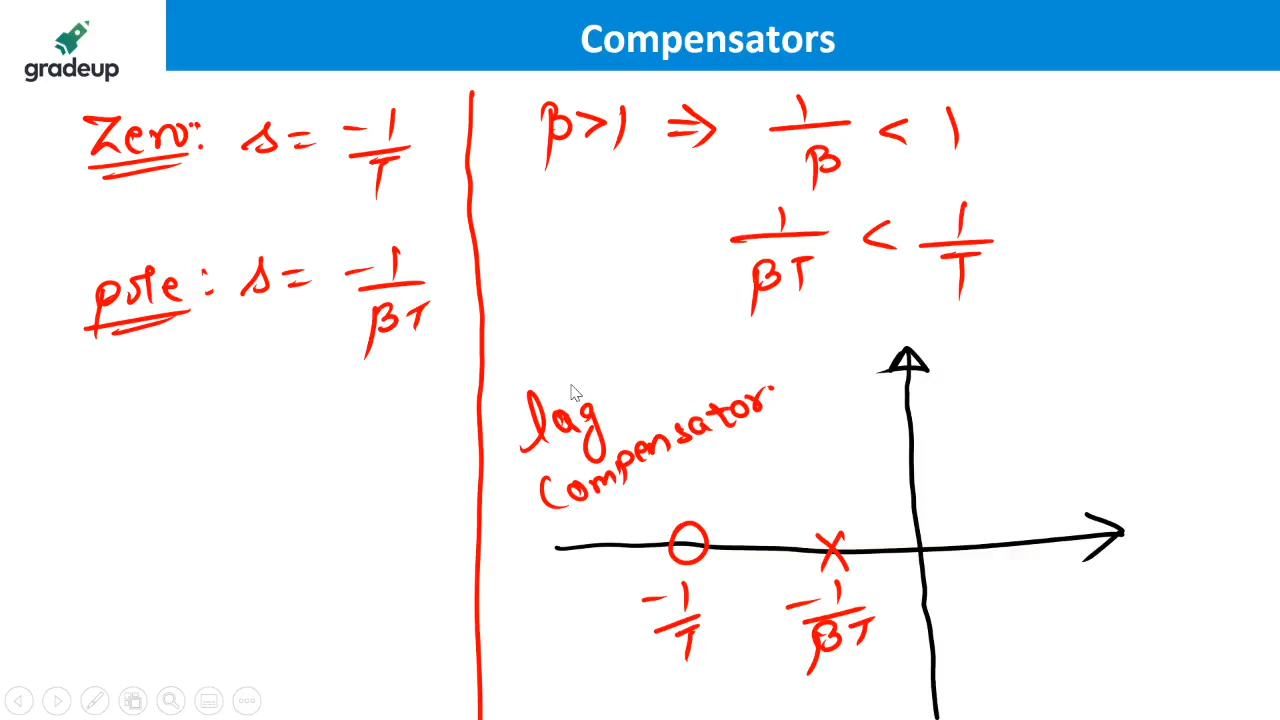 gradeup
Compensators
Zero: s = -1/T
pole: s = -1/βT
β > 1 ⇒ 1/β < 1
1/βT < 1/T
lag
compensator
-1/T
-1/βT